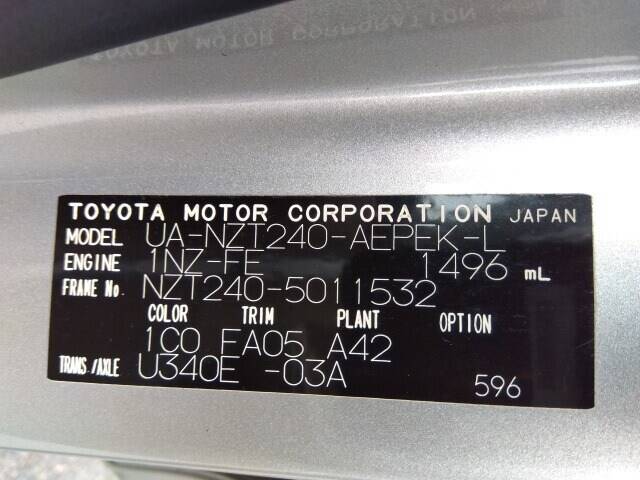 TOYOTA MOTOR CORPORATION JAPAN
MODEL UA-NZT240-AEPEK-L
ENGINE 1NZ-FE 1496 mL
FRAME No. NZT240-5011532
COLOR TRIM PLANT OPTION
1C0 FA05 A42
TRANS./AXLE U340E -03A
596